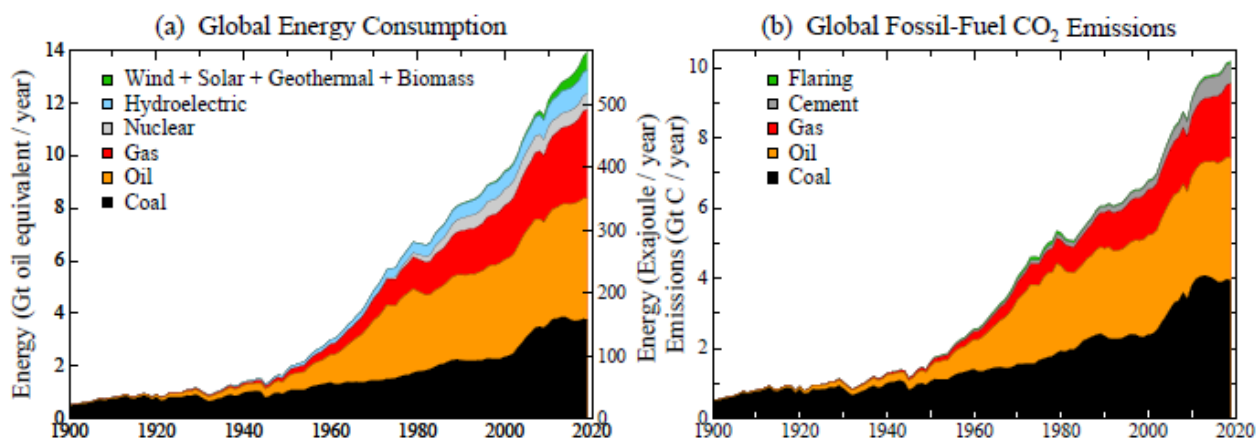 (a) Global Energy Consumption
Energy (Gt oil equivalent / year)
14
12
10
8
6
4
2
0
Wind + Solar + Geothermal + Biomass
Hydroelectric
Nuclear
Gas
Oil
Coal
500
400
300
200
100
0
Energy (Exajoule / year)
1900
1920
1940
1960
1980
2000
2020
(b) Global Fossil-Fuel CO₂ Emissions
Emissions (Gt C / year)
10
8
6
4
2
0
Flaring
Cement
Gas
Oil
Coal
1900
1920
1940
1960
1980
2000
2020